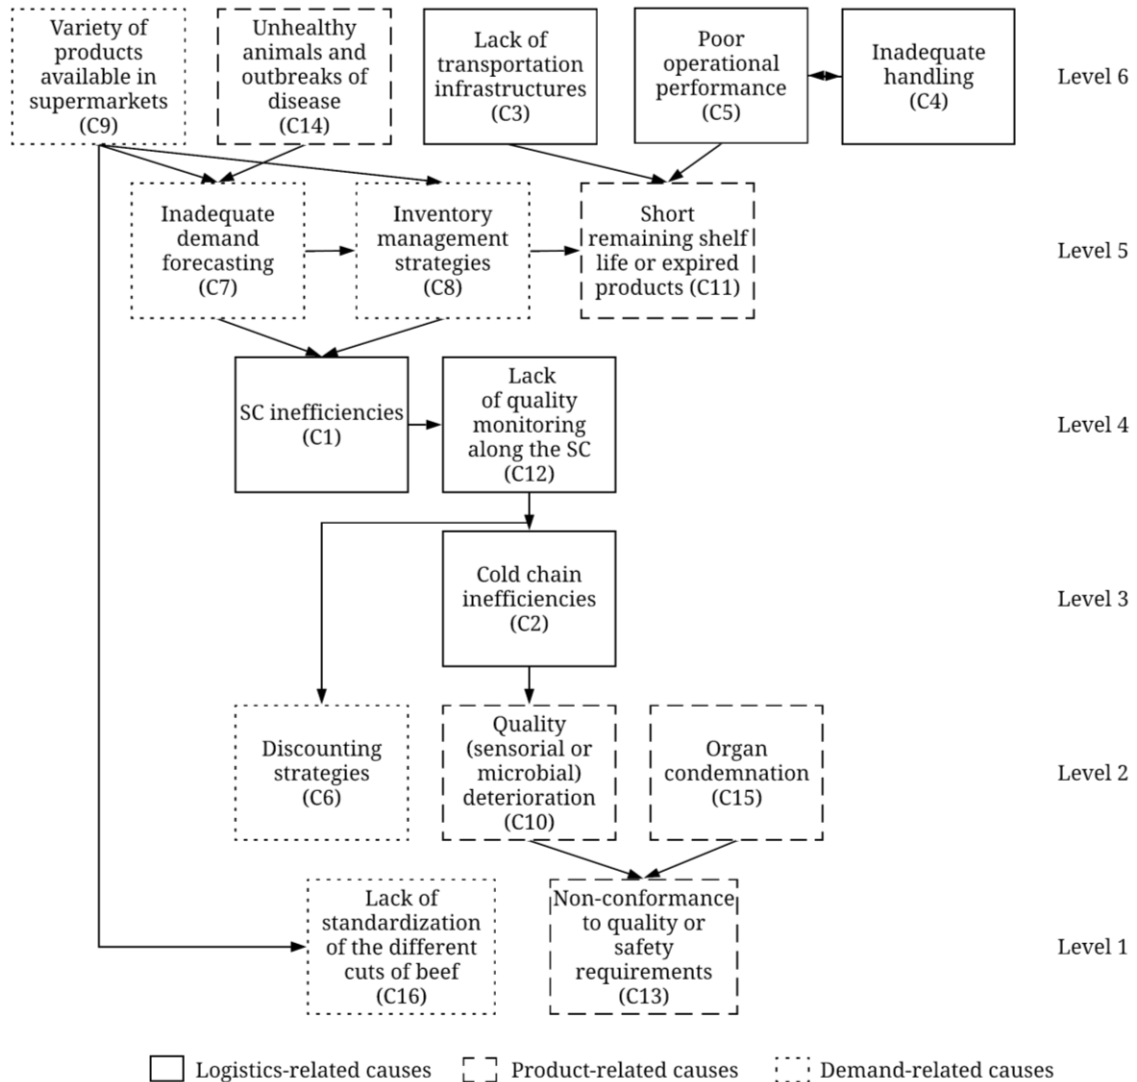 Variety of
products
available in
supermarkets
(C9)
Unhealthy
animals and
outbreaks of
disease
(C14)
Lack of
transportation
infrastructures
(C3)
Poor
operational
performance
(C5)
Inadequate
handling
(C4)
Level 6
Inadequate
demand
forecasting
(C7)
Inventory
management
strategies
(C8)
Short
remaining shelf
life or expired
products (C11)
Level 5
SC inefficiencies
(C1)
Lack
of quality
monitoring
along the SC
(C12)
Level 4
Cold chain
inefficiencies
(C2)
Level 3
Discounting
strategies
(C6)
Quality
(sensorial or
microbial)
deterioration
(C10)
Organ
condemnation
(C15)
Level 2
Lack of
standardization
of the different
cuts of beef
(C16)
Non-conformance
to quality or
safety
requirements
(C13)
Level 1
Logistics-related causes
Product-related causes
Demand-related causes